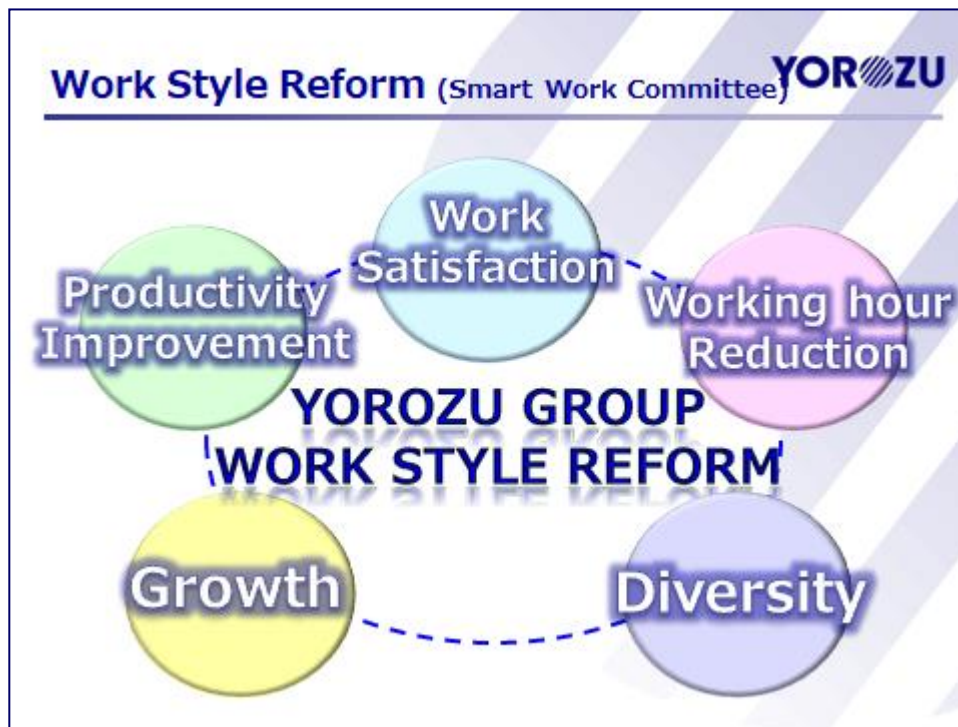 Work Style Reform (Smart Work Committee)
YOROZU
Work
Satisfaction
Productivity
Improvement
Working hour
Reduction
YOROZU GROUP
WORK STYLE REFORM
Growth
Diversity